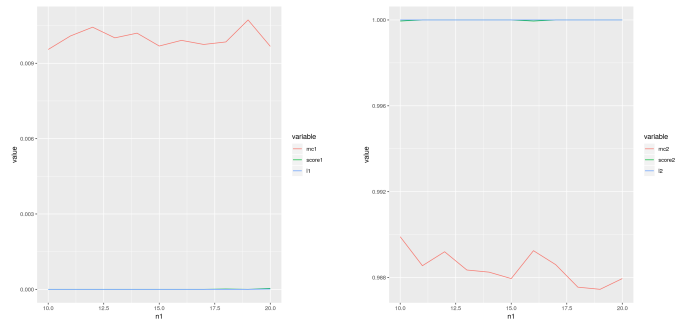 0.009
0.006
0.003
0.000
value
10.0
12.5
15.0
17.5
20.0
n1
variable
mc1
score1
l1
1.000
0.996
0.992
0.988
value
10.0
12.5
15.0
17.5
20.0
n1
variable
mc2
score2
l2